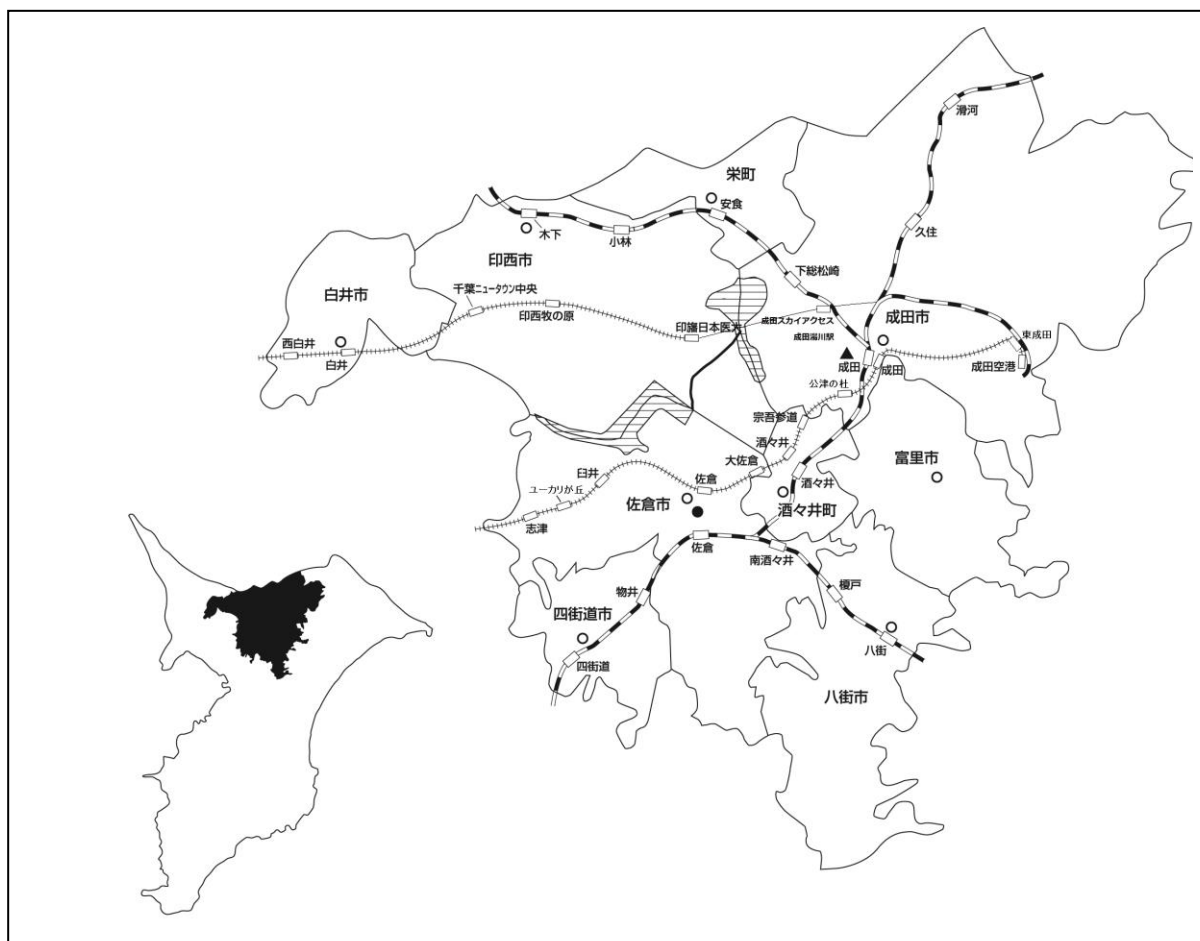 滑河
栄町
安食
久住
木下
小林
印西市
下総松崎
千葉ニュータウン中央
白井市
印西牧の原
成田スカイアクセス
成田市
印旛日本医大
成田湯川駅
東成田
西白井
白井
成田
成田
成田空港
公津の杜
宗吾参道
酒々井
大佐倉
富里市
臼井
佐倉
酒々井
ユーカリが丘
佐倉市
酒々井町
志津
佐倉
南酒々井
物井
榎戸
四街道市
八街
四街道
八街市